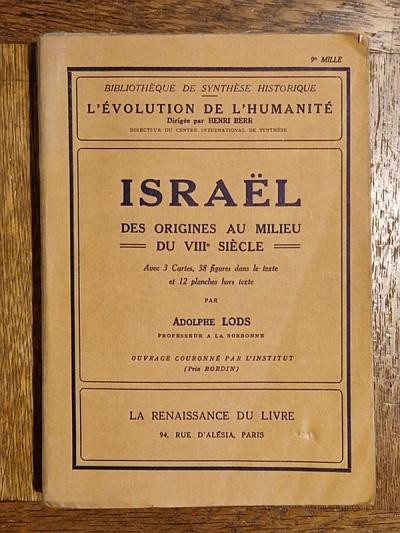 9e MILLE
BIBLIOTHÈQUE DE SYNTHÈSE HISTORIQUE
L'ÉVOLUTION DE L'HUMANITÉ
Dirigée par HENRI BERR
DIRECTEUR DU CENTRE INTERNATIONAL DE SYNTHÈSE
ISRAËL
DES ORIGINES AU MILIEU
DU VIIIe SIÈCLE
Avec 3 Cartes, 38 figures dans le texte
et 12 planches hors texte
PAR
ADOLPHE LODS
PROFESSEUR A LA SORBONNE
OUVRAGE COURONNÉ PAR L'INSTITUT
(Prix BORDIN)
LA RENAISSANCE DU LIVRE
94, RUE D'ALÉSIA, PARIS